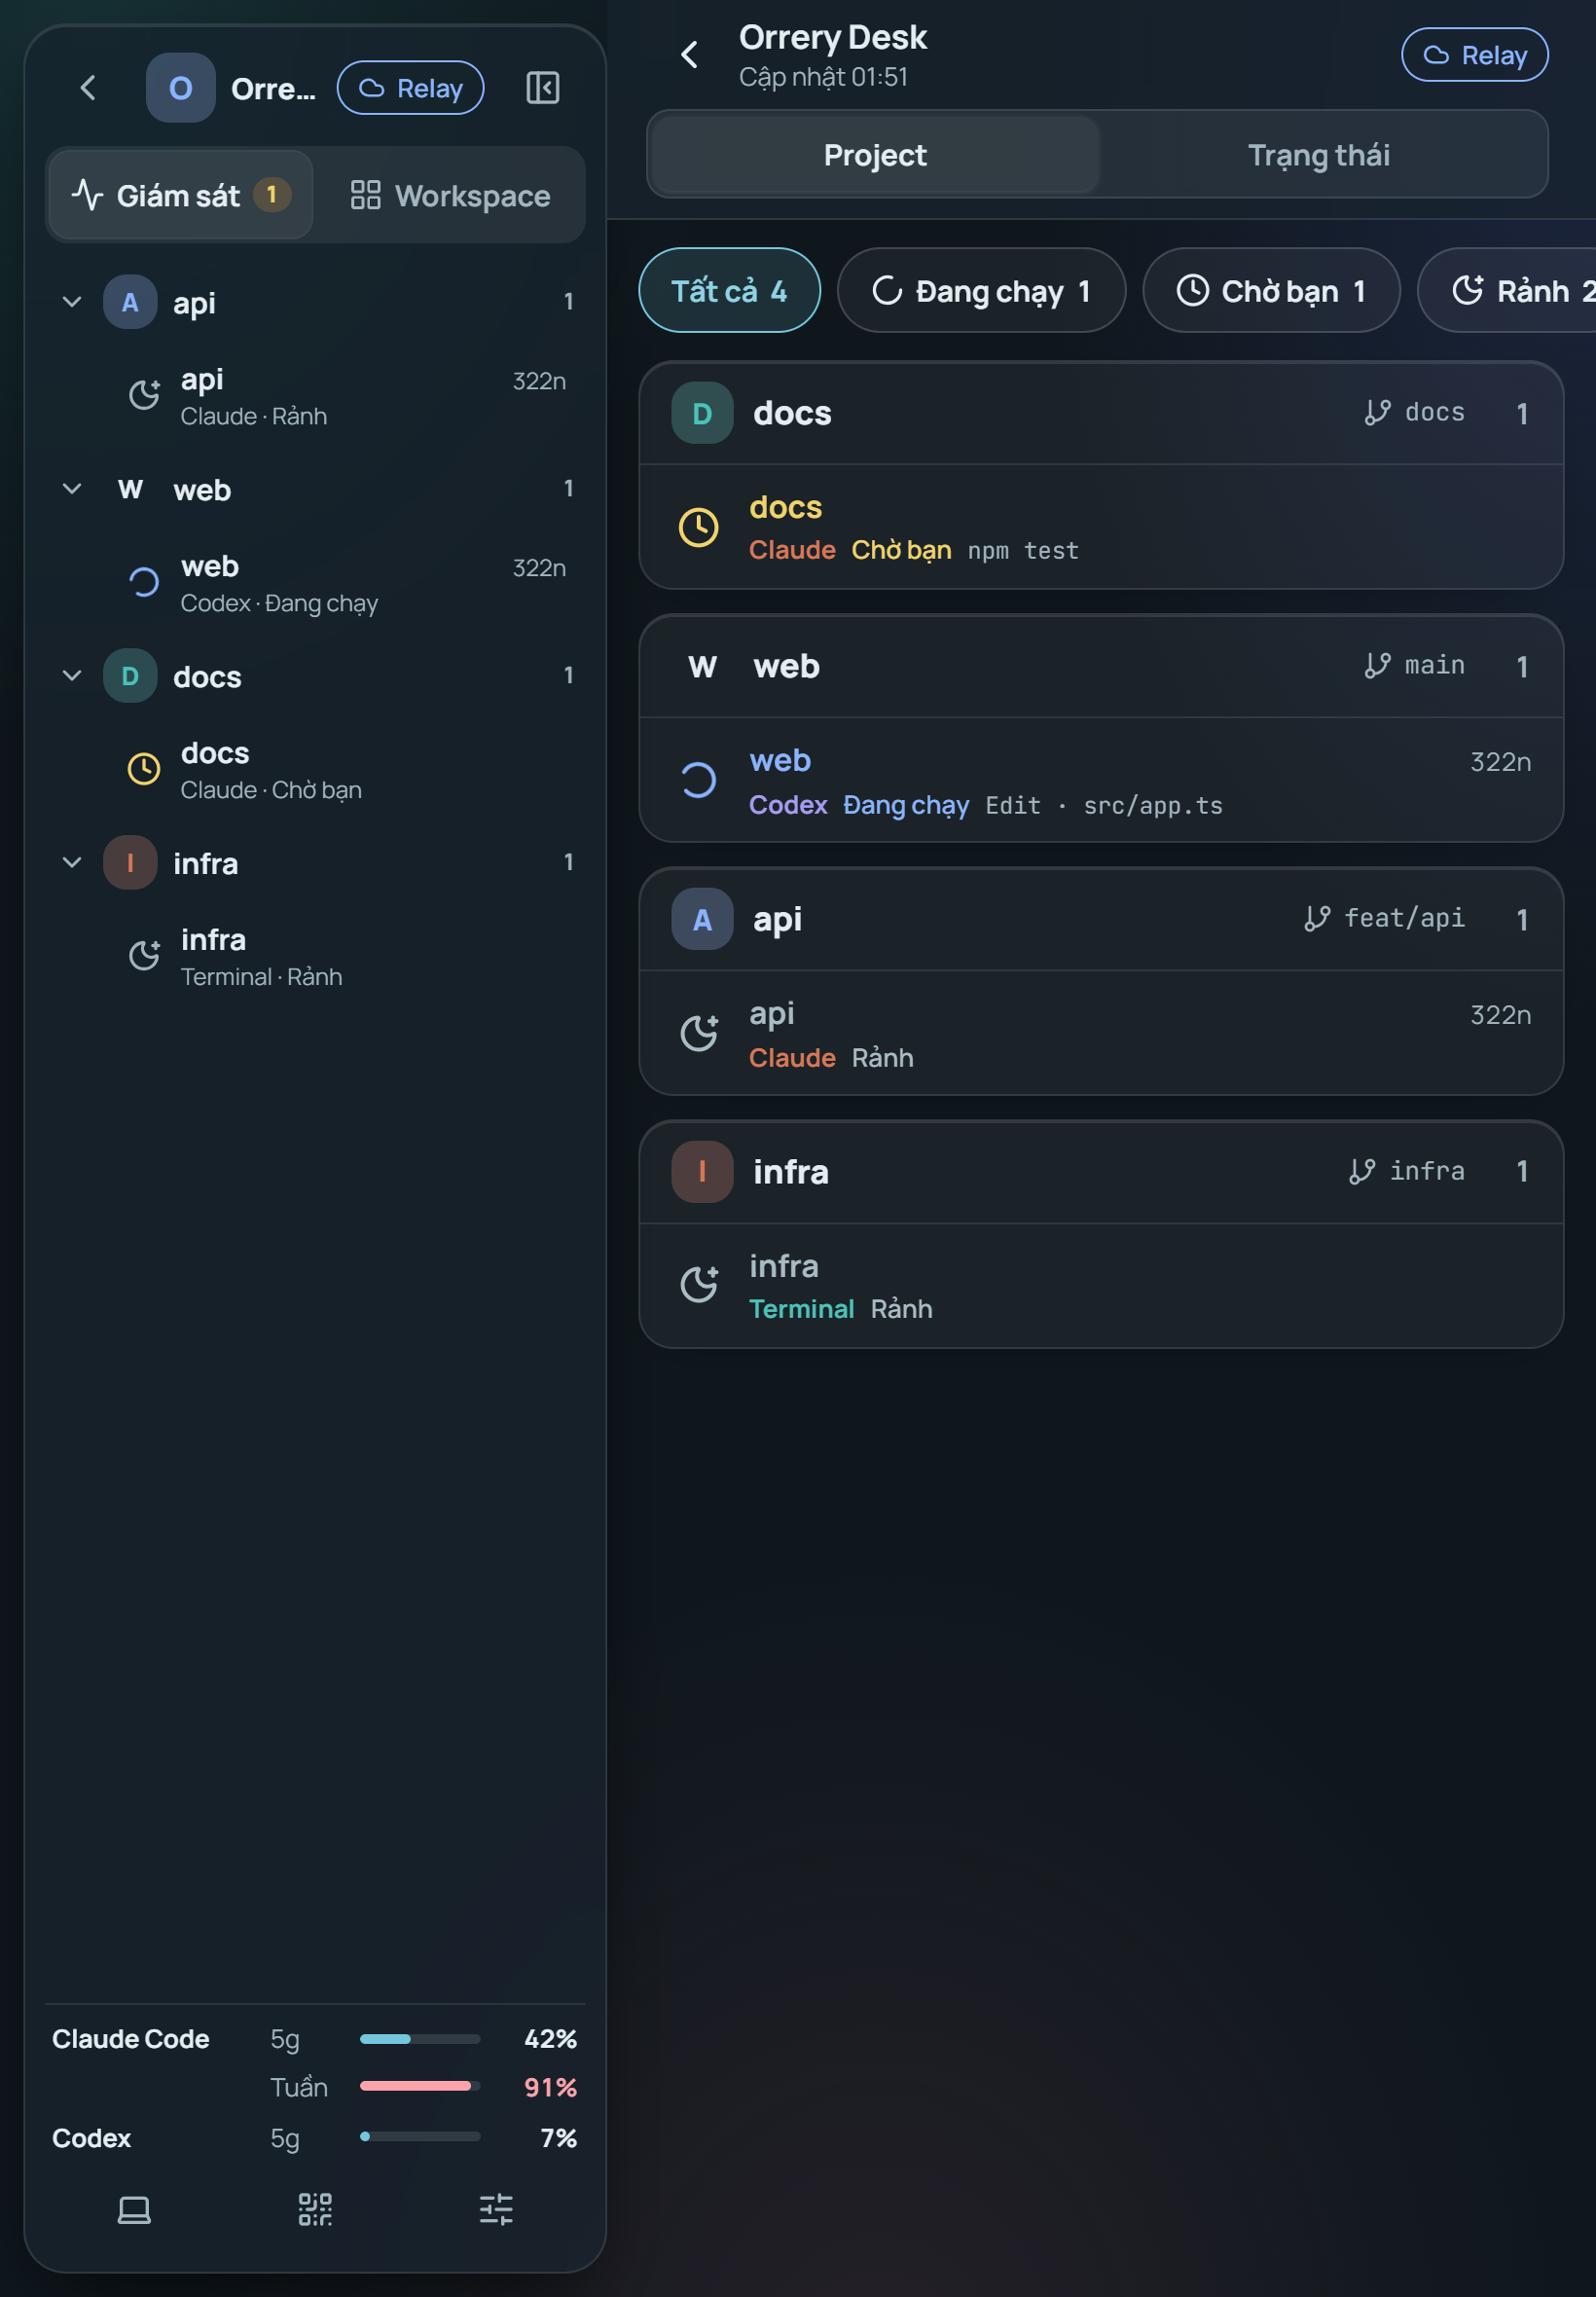 O Orre... Relay
Giám sát 1 Workspace
A api 1
api 322n
Claude · Rảnh
W web 1
web 322n
Codex · Đang chạy
D docs 1
docs
Claude · Chờ bạn
I infra 1
infra
Terminal · Rảnh
Claude Code 5g 42%
Tuần 91%
Codex 5g 7%
Orrery Desk
Cập nhật 01:51
Relay
Project Trạng thái
Tất cả 4 Đang chạy 1 Chờ bạn 1 Rảnh 2
D docs docs 1
docs
Claude Chờ bạn npm test
W web main 1
web 322n
Codex Đang chạy Edit · src/app.ts
A api feat/api 1
api 322n
Claude Rảnh
I infra infra 1
infra
Terminal Rảnh